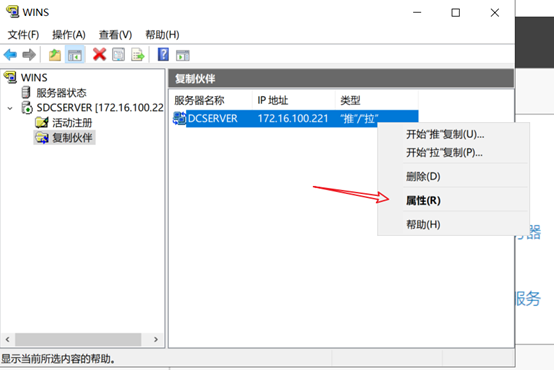 WINS
文件(F) 操作(A) 查看(V) 帮助(H)
WINS
服务器状态
SDCSERVER [172.16.100.22
活动注册
复制伙伴
复制伙伴
服务器名称 IP 地址 类型
DCSERVER 172.16.100.221 “推”/“拉”
开始“推”复制(U)...
开始“拉”复制(P)...
删除(D)
属性(R)
帮助(H)
服务
显示当前所选内容的帮助。